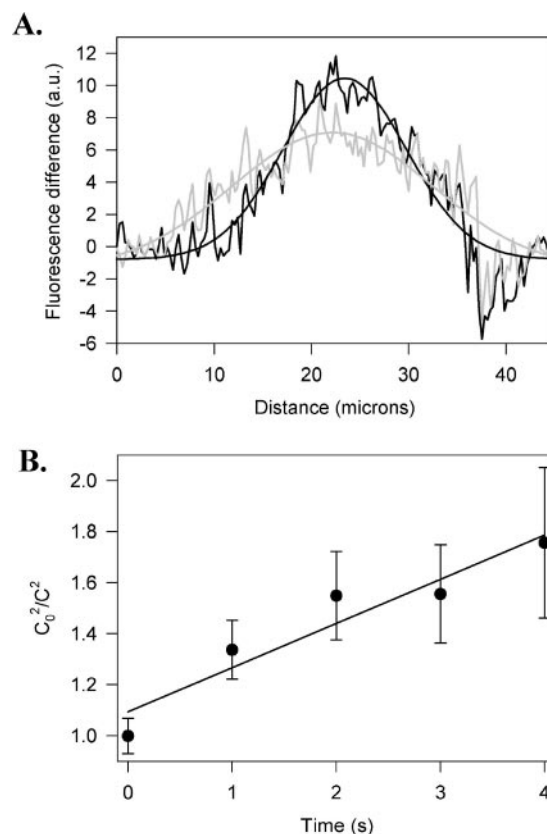 A.
Fluorescence difference (a.u.)
12
10
8
6
4
2
0
-2
-4
-6
0 10 20 30 40
Distance (microns)
B.
C₀²/C²
2.0
1.8
1.6
1.4
1.2
1.0
0 1 2 3 4
Time (s)